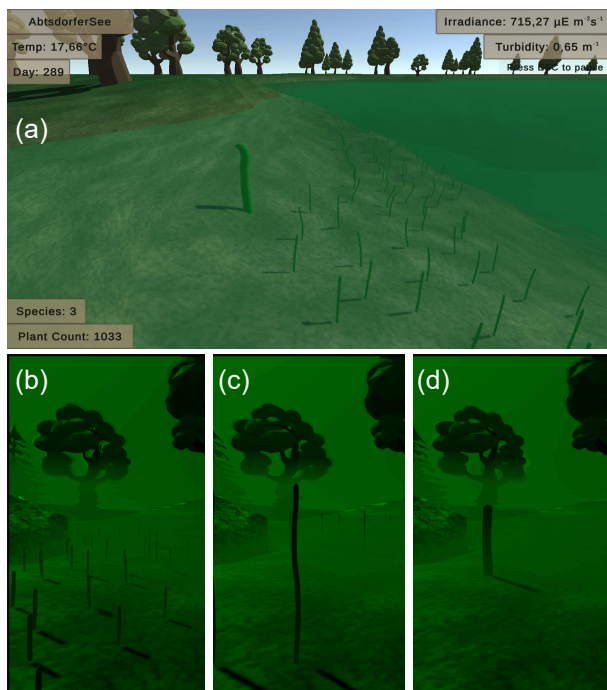 AbtsdorferSee
Irradiance: 715,27 µE m⁻²s⁻¹
Temp: 17,66°C
Turbidity: 0,65 m⁻¹
Day: 289
Press ESC to pause
(a)
Species: 3
Plant Count: 1033
(b)
(c)
(d)